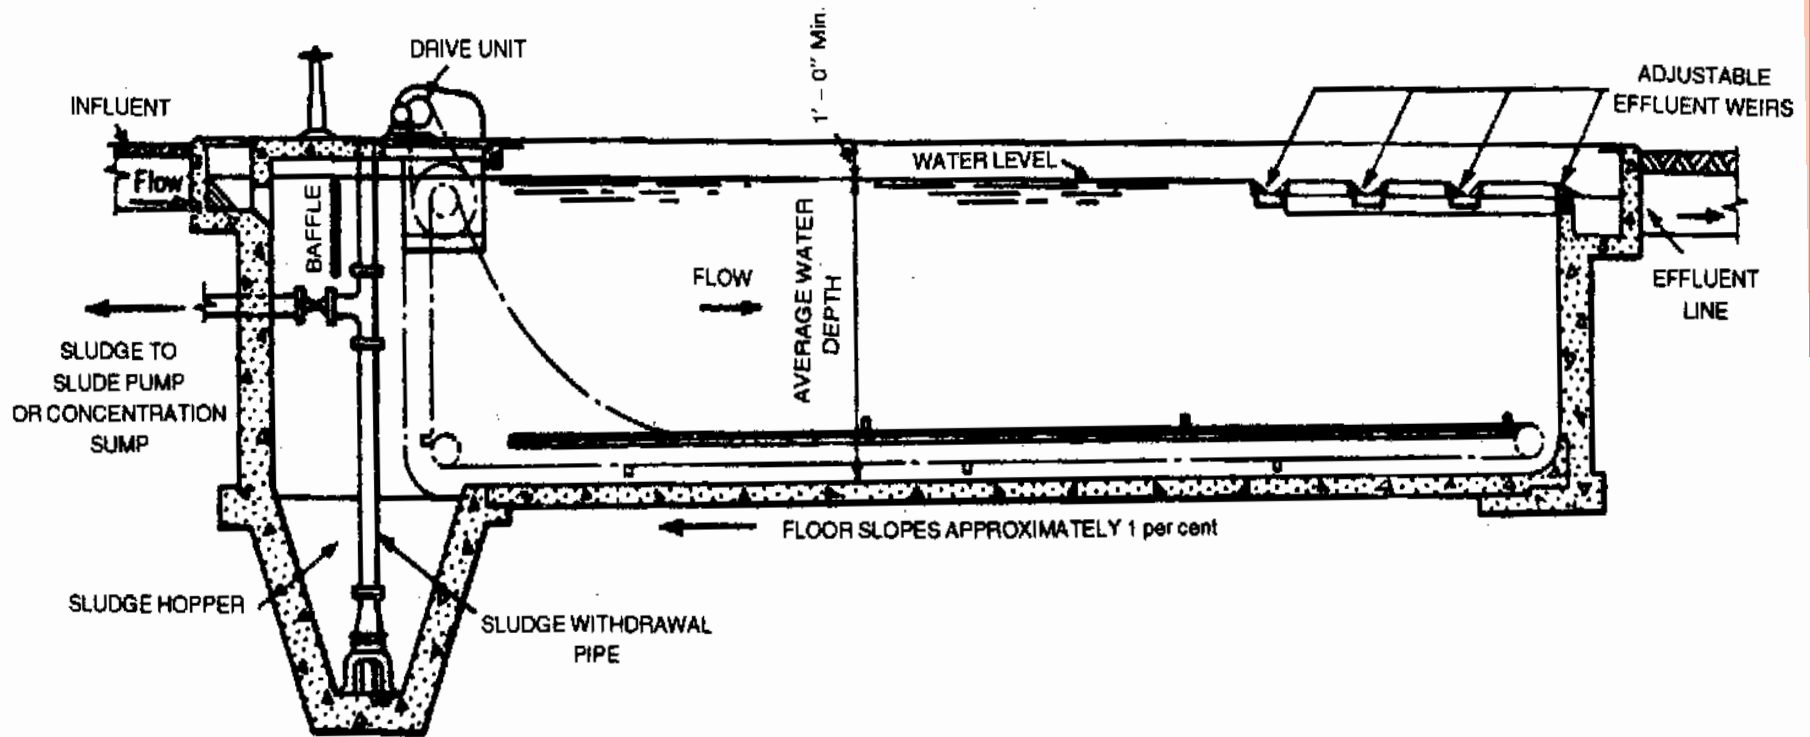 DRIVE UNIT
1' – 0" Min.
ADJUSTABLE
EFFLUENT WEIRS
INFLUENT
WATER LEVEL
Flow
BAFFLE
AVERAGE WATER
DEPTH
FLOW
EFFLUENT
LINE
SLUDGE TO
SLUDE PUMP
OR CONCENTRATION
SUMP
FLOOR SLOPES APPROXIMATELY 1 per cent
SLUDGE HOPPER
SLUDGE WITHDRAWAL
PIPE